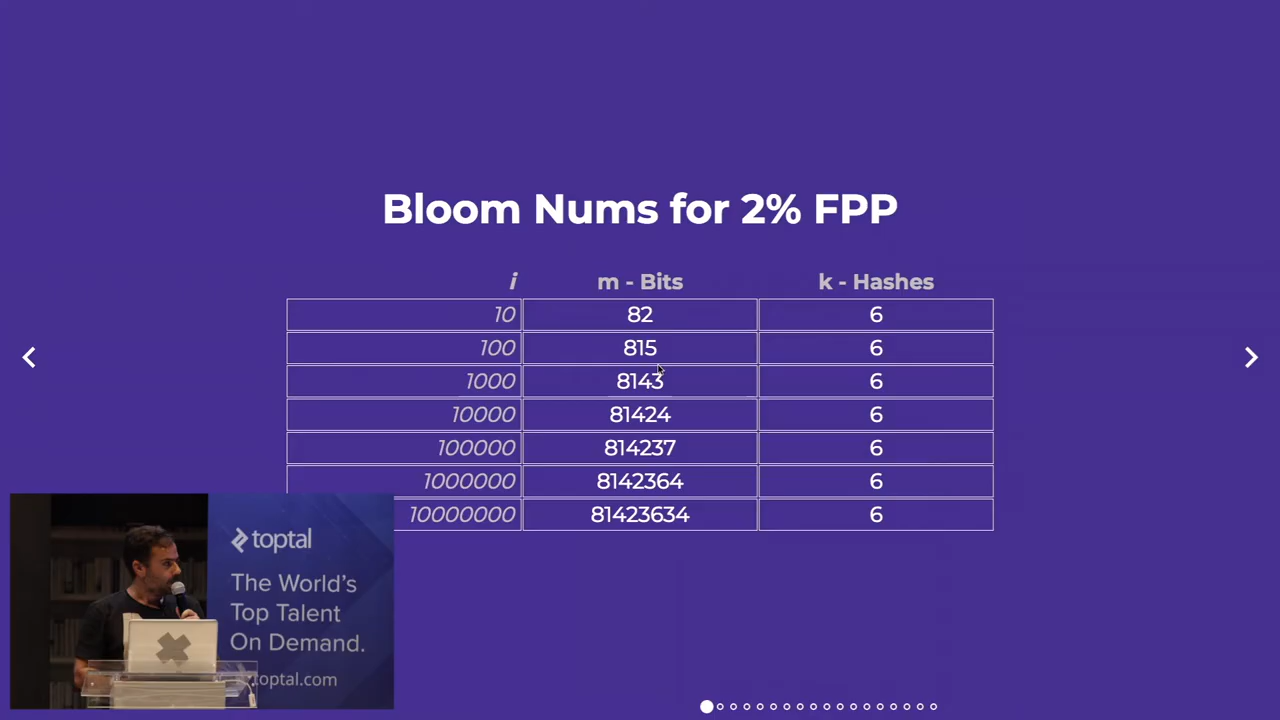 Bloom Nums for 2% FPP
i m - Bits k - Hashes
10 82 6
100 815 6
1000 8143 6
10000 81424 6
100000 814237 6
1000000 8142364 6
10000000 81423634 6
toptal
The World's
Top Talent
On Demand.
toptal.com